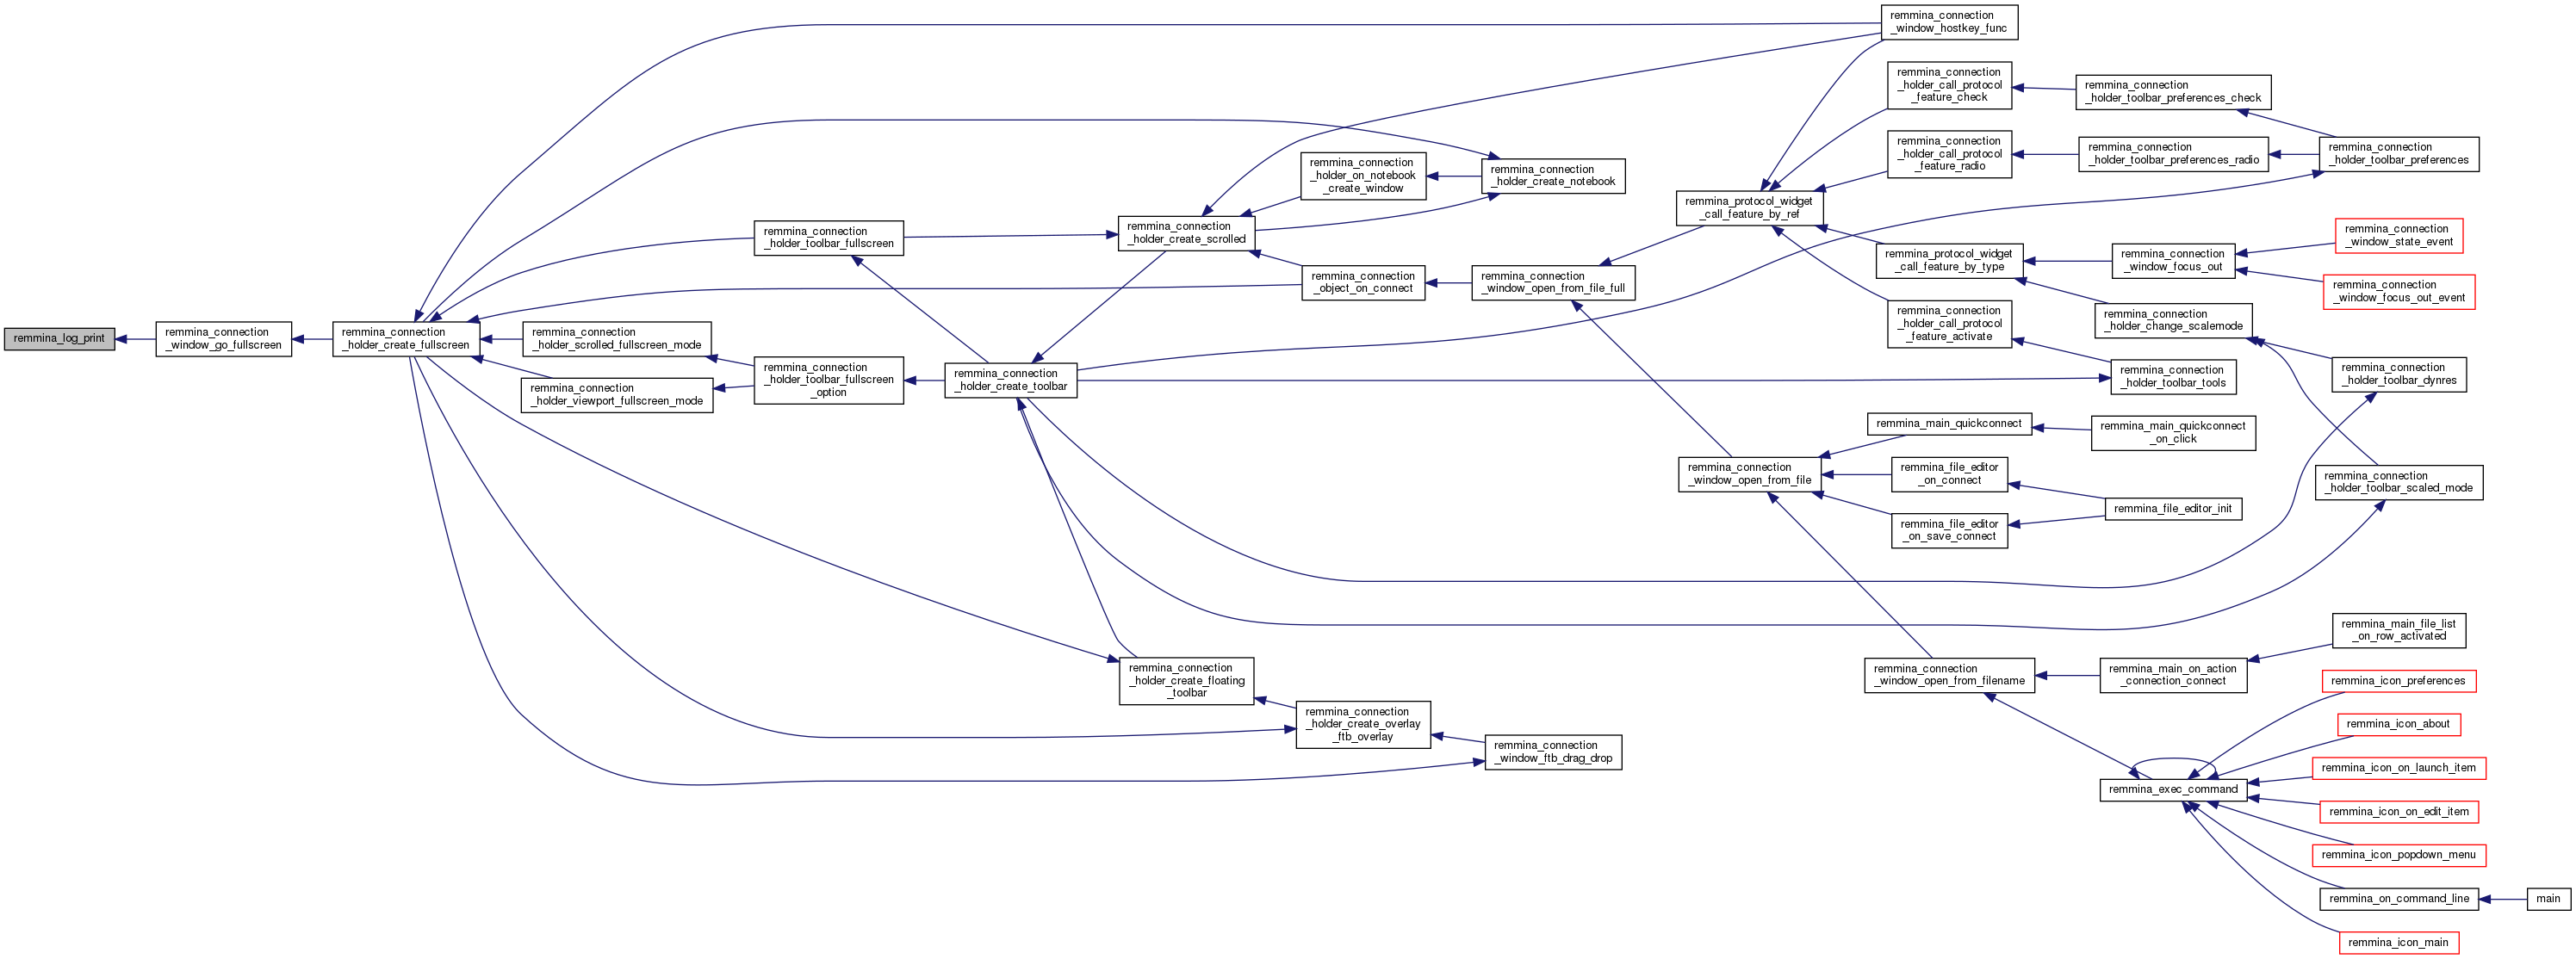 remmina_log_print
remmina_connection
_window_go_fullscreen
remmina_connection
_holder_create_fullscreen
remmina_connection
_holder_scrolled_fullscreen_mode
remmina_connection
_holder_viewport_fullscreen_mode
remmina_connection
_holder_toolbar_fullscreen
remmina_connection
_holder_toolbar_fullscreen
_option
remmina_connection
_holder_create_toolbar
remmina_connection
_holder_create_scrolled
remmina_connection
_holder_create_floating
_toolbar
remmina_connection
_holder_on_notebook
_create_window
remmina_connection
_object_on_connect
remmina_connection
_holder_create_overlay
_ftb_overlay
remmina_connection
_holder_create_notebook
remmina_connection
_window_open_from_file_full
remmina_connection
_window_ftb_drag_drop
remmina_protocol_widget
_call_feature_by_ref
remmina_connection
_window_open_from_file
remmina_connection
_window_hostkey_func
remmina_connection
_holder_call_protocol
_feature_check
remmina_connection
_holder_call_protocol
_feature_radio
remmina_protocol_widget
_call_feature_by_type
remmina_connection
_holder_call_protocol
_feature_activate
remmina_main_quickconnect
remmina_file_editor
_on_connect
remmina_file_editor
_on_save_connect
remmina_connection
_window_open_from_filename
remmina_connection
_holder_toolbar_preferences_check
remmina_connection
_holder_toolbar_preferences_radio
remmina_connection
_window_focus_out
remmina_connection
_holder_change_scalemode
remmina_connection
_holder_toolbar_tools
remmina_main_quickconnect
_on_click
remmina_file_editor_init
remmina_main_on_action
_connection_connect
remmina_exec_command
remmina_connection
_holder_toolbar_preferences
remmina_connection
_window_state_event
remmina_connection
_window_focus_out_event
remmina_connection
_holder_toolbar_dynres
remmina_connection
_holder_toolbar_scaled_mode
remmina_main_file_list
_on_row_activated
remmina_icon_preferences
remmina_icon_about
remmina_icon_on_launch_item
remmina_icon_on_edit_item
remmina_icon_popdown_menu
remmina_on_command_line
main
remmina_icon_main